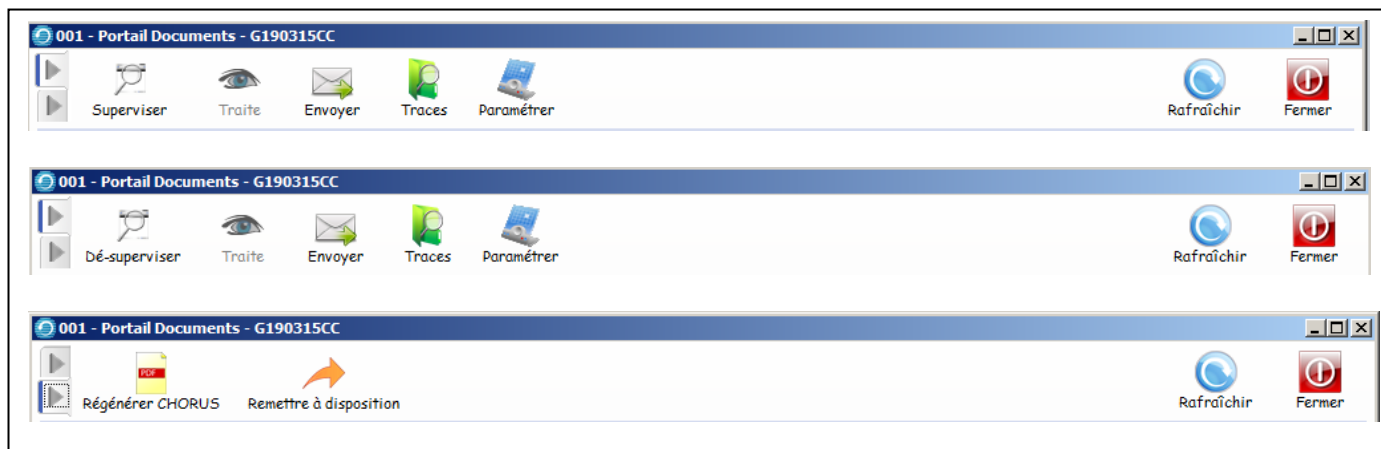 001 - Portail Documents - G190315CC
Superviser Traite Envoyer Traces Paramétrer Rafraîchir Fermer
001 - Portail Documents - G190315CC
Dé-superviser Traite Envoyer Traces Paramétrer Rafraîchir Fermer
001 - Portail Documents - G190315CC
PDF
Régénérer CHORUS Remettre à disposition Rafraîchir Fermer